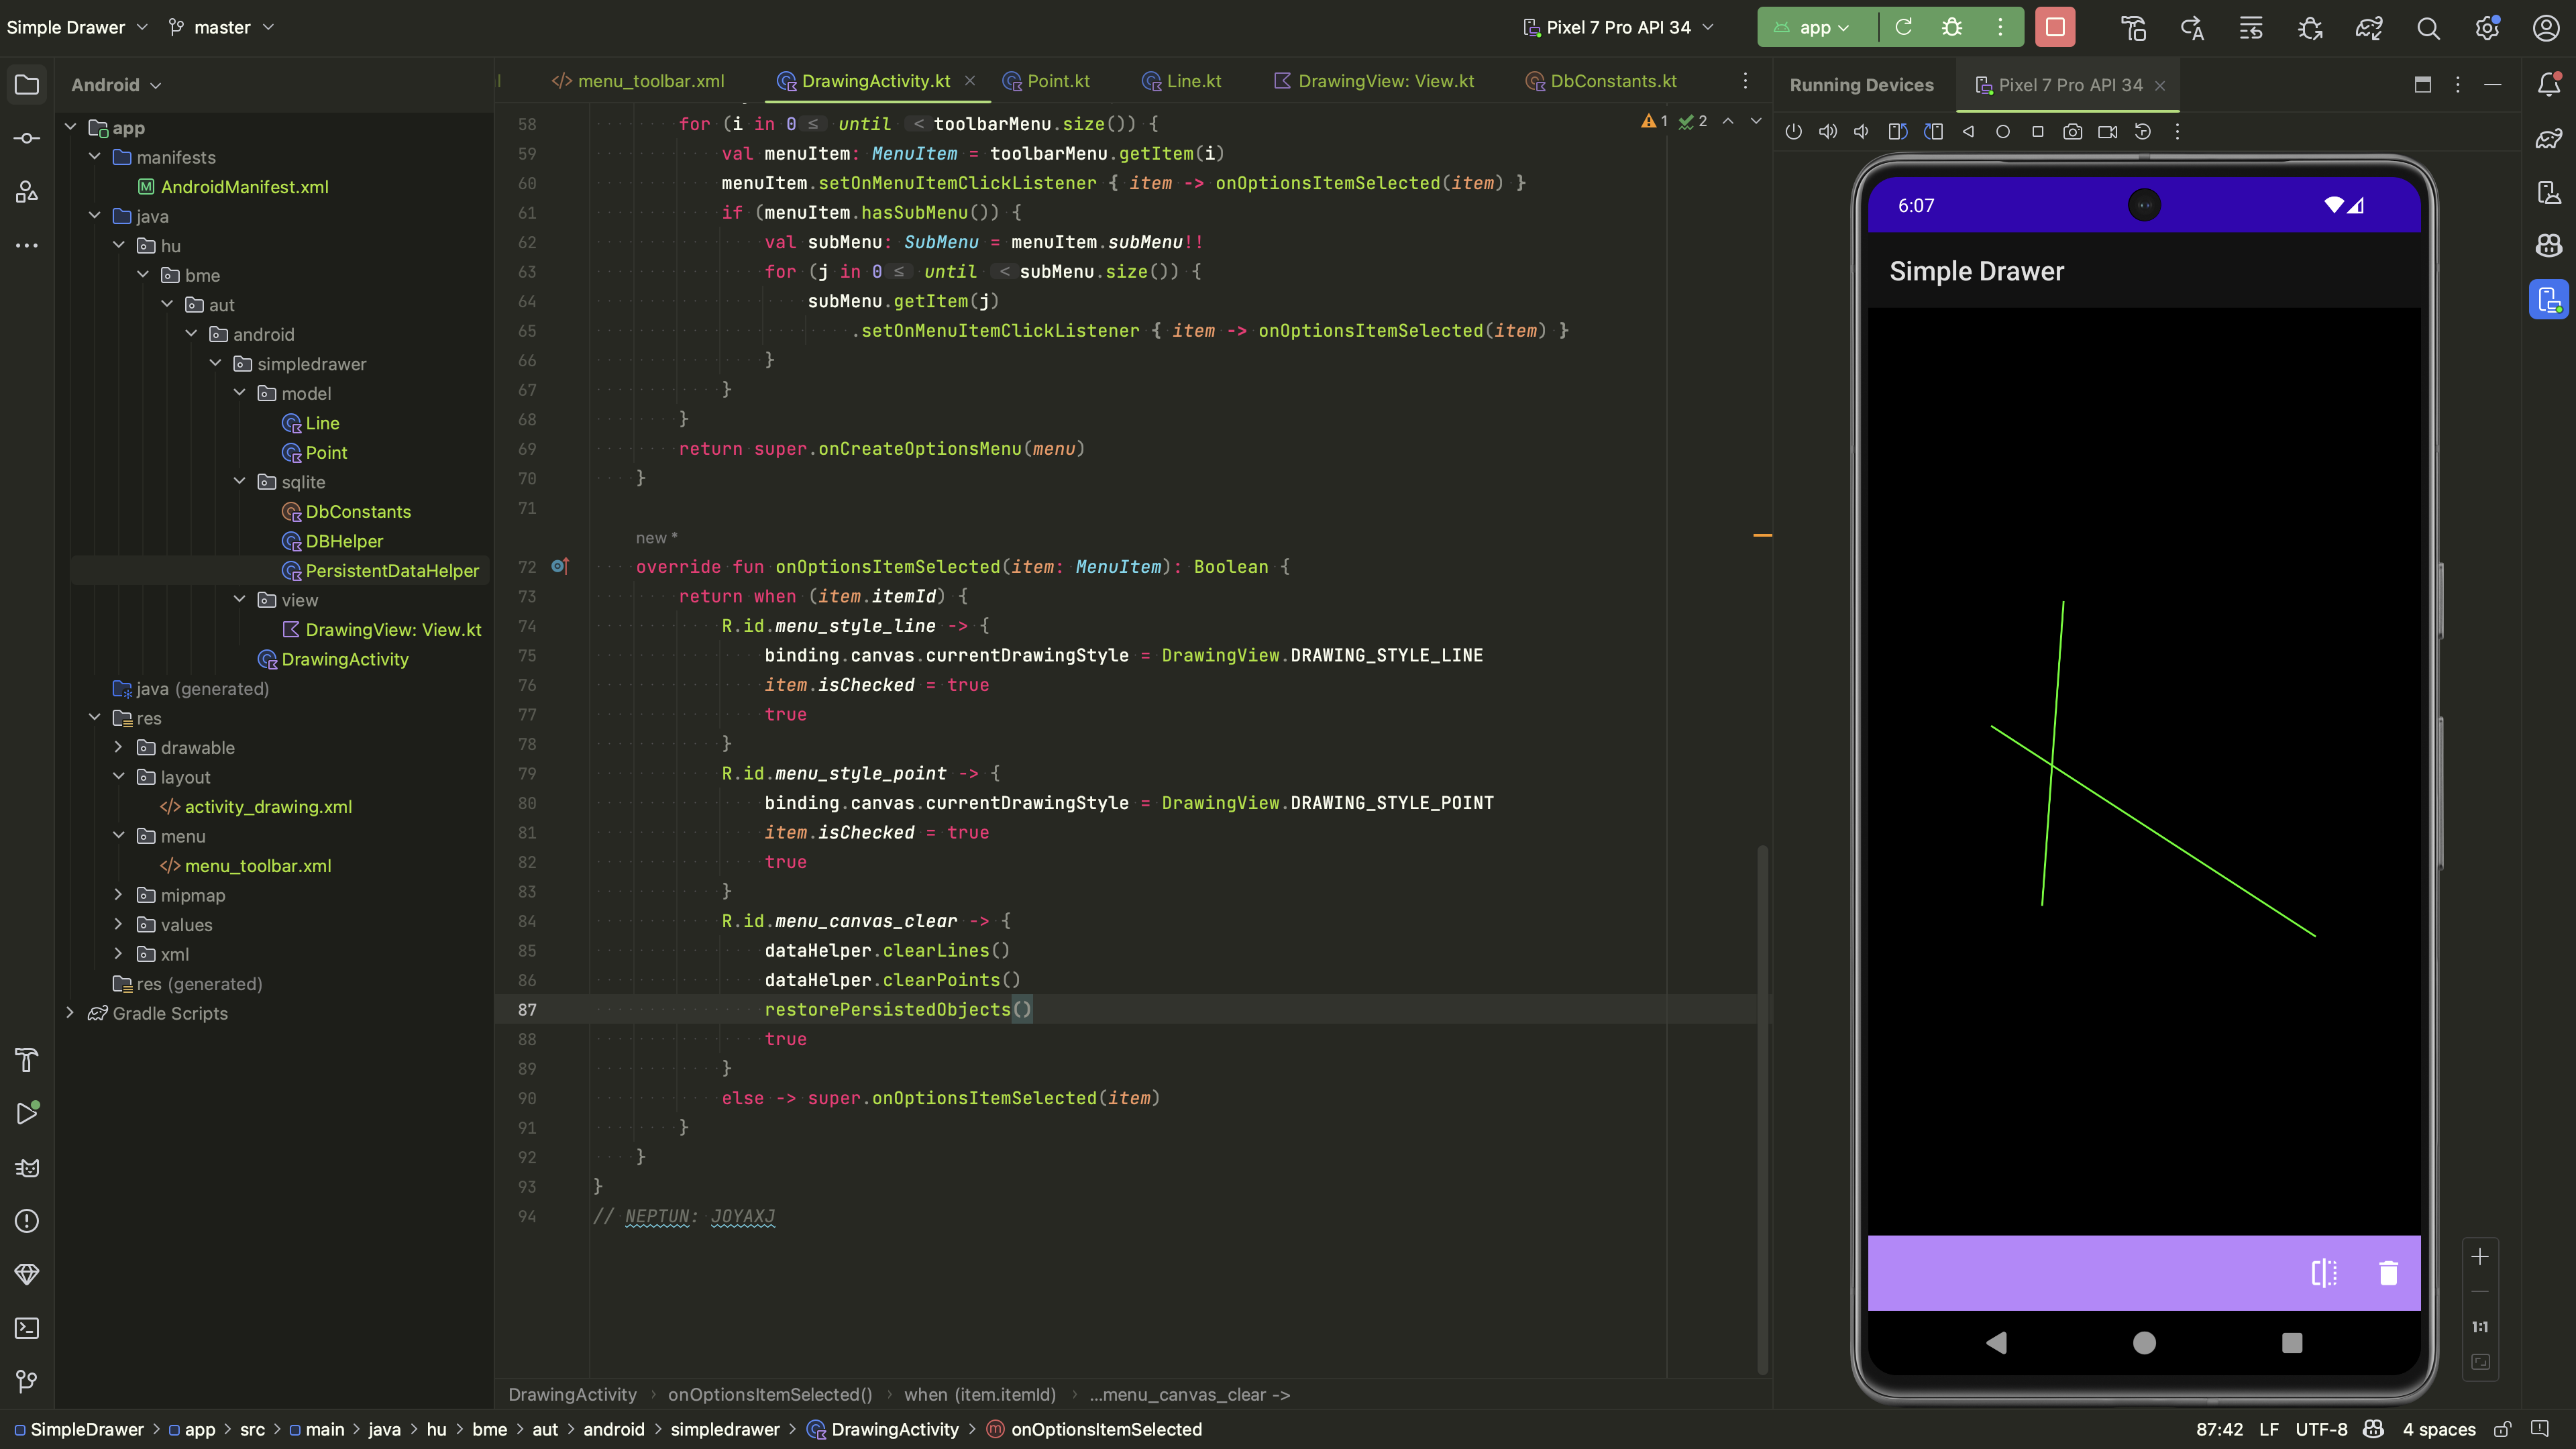 Simple Drawer master Pixel 7 Pro API 34 app
Android
app
manifests
AndroidManifest.xml
java
hu
bme
aut
android
simpledrawer
model
Line
Point
sqlite
DbConstants
DBHelper
PersistentDataHelper
view
DrawingView: View.kt
DrawingActivity
java (generated)
res
drawable
layout
activity_drawing.xml
menu
menu_toolbar.xml
mipmap
values
xml
res (generated)
Gradle Scripts
menu_toolbar.xml DrawingActivity.kt Point.kt Line.kt DrawingView: View.kt DbConstants.kt
1 2
58 for (i in 0 ≤ until < toolbarMenu.size()) {
59 val menuItem: MenuItem = toolbarMenu.getItem(i)
60 menuItem.setOnMenuItemClickListener { item -> onOptionsItemSelected(item) }
61 if (menuItem.hasSubMenu()) {
62 val subMenu: SubMenu = menuItem.subMenu!!
63 for (j in 0 ≤ until < subMenu.size()) {
64 subMenu.getItem(j)
65 .setOnMenuItemClickListener { item -> onOptionsItemSelected(item) }
66 }
67 }
68 }
69 return super.onCreateOptionsMenu(menu)
70 }
71
new *
72 override fun onOptionsItemSelected(item: MenuItem): Boolean {
73 return when (item.itemId) {
74 R.id.menu_style_line -> {
75 binding.canvas.currentDrawingStyle = DrawingView.DRAWING_STYLE_LINE
76 item.isChecked = true
77 true
78 }
79 R.id.menu_style_point -> {
80 binding.canvas.currentDrawingStyle = DrawingView.DRAWING_STYLE_POINT
81 item.isChecked = true
82 true
83 }
84 R.id.menu_canvas_clear -> {
85 dataHelper.clearLines()
86 dataHelper.clearPoints()
87 restorePersistedObjects()
88 true
89 }
90 else -> super.onOptionsItemSelected(item)
91 }
92 }
93 }
94 // NEPTUN: JOYAXJ
DrawingActivity › onOptionsItemSelected() › when (item.itemId) › ...menu_canvas_clear ->
Running Devices Pixel 7 Pro API 34
6:07
Simple Drawer
1:1
SimpleDrawer › app › src › main › java › hu › bme › aut › android › simpledrawer › DrawingActivity › onOptionsItemSelected
87:42 LF UTF-8 4 spaces